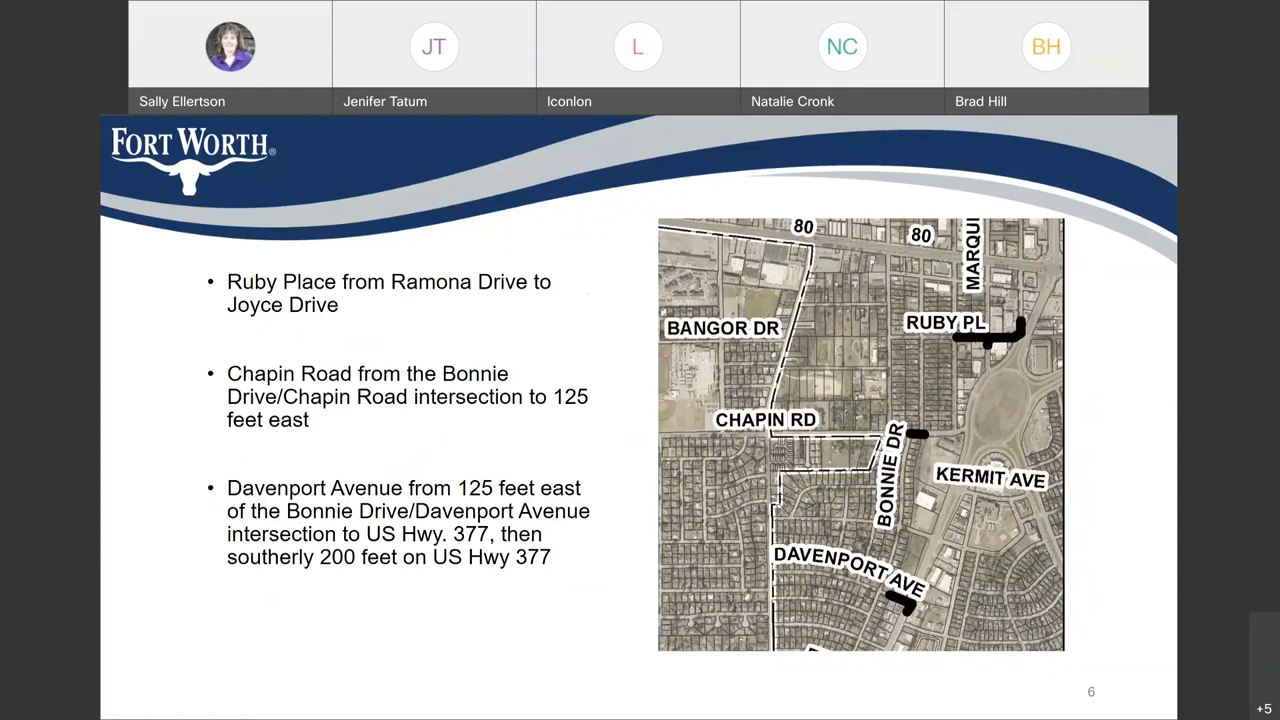 JT
L
NC
BH
Sally Ellertson
Jenifer Tatum
Iconlon
Natalie Cronk
Brad Hill
FORT WORTH®
• Ruby Place from Ramona Drive to
Joyce Drive
• Chapin Road from the Bonnie
Drive/Chapin Road intersection to 125
feet east
• Davenport Avenue from 125 feet east
of the Bonnie Drive/Davenport Avenue
intersection to US Hwy. 377, then
southerly 200 feet on US Hwy 377
80
80
MARQUI
BANGOR DR
RUBY PL
CHAPIN RD
BONNIE DR
KERMIT AVE
DAVENPORT AVE
6
+5